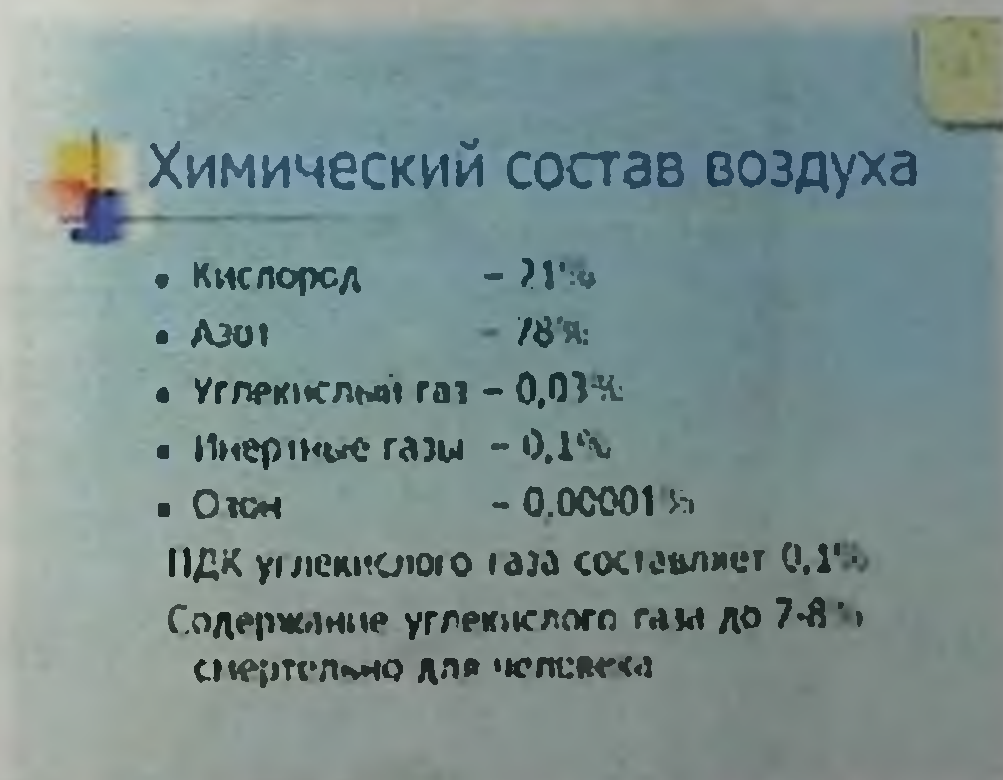 Химический состав воздуха
• Кислород – 21%
• Азот – 78%
• Углекислый газ – 0,03%
• Инертные газы – 0,1%
• Озон – 0,00001%
ПДК углекислого газа составляет 0,1%
Содержание углекислого газа до 7-8%
смертельно для человека